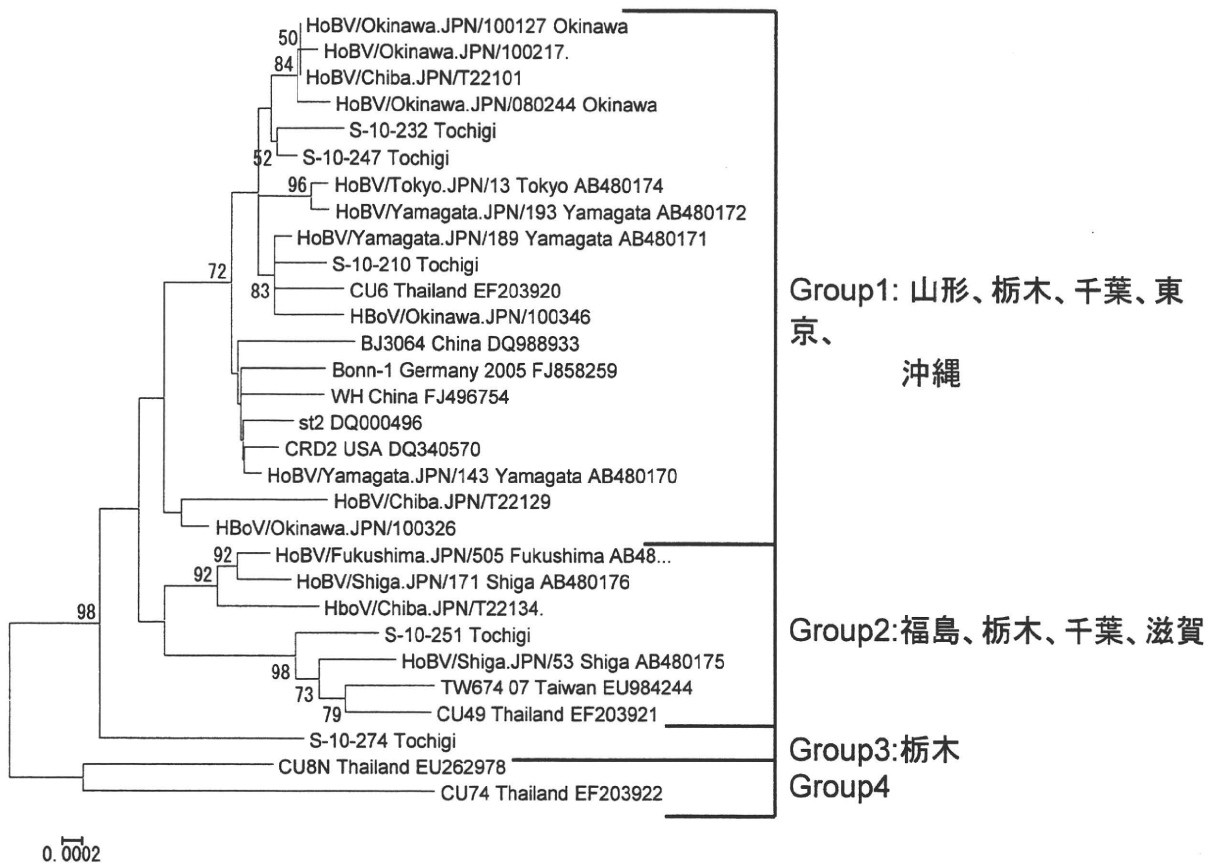 HoBV/Okinawa.JPN/100127 Okinawa
50
HoBV/Okinawa.JPN/100217.
84
HoBV/Chiba.JPN/T22101
HoBV/Okinawa.JPN/080244 Okinawa
S-10-232 Tochigi
52
S-10-247 Tochigi
96
HoBV/Tokyo.JPN/13 Tokyo AB480174
HoBV/Yamagata.JPN/193 Yamagata AB480172
HoBV/Yamagata.JPN/189 Yamagata AB480171
72
S-10-210 Tochigi
83
CU6 Thailand EF203920
HBoV/Okinawa.JPN/100346
BJ3064 China DQ988933
Bonn-1 Germany 2005 FJ858259
WH China FJ496754
st2 DQ000496
CRD2 USA DQ340570
HoBV/Yamagata.JPN/143 Yamagata AB480170
HoBV/Chiba.JPN/T22129
HBoV/Okinawa.JPN/100326
92
HoBV/Fukushima.JPN/505 Fukushima AB48...
92
HoBV/Shiga.JPN/171 Shiga AB480176
98
HboV/Chiba.JPN/T22134.
S-10-251 Tochigi
98
HoBV/Shiga.JPN/53 Shiga AB480175
73
TW674 07 Taiwan EU984244
79
CU49 Thailand EF203921
S-10-274 Tochigi
CU8N Thailand EU262978
CU74 Thailand EF203922
0.0002
Group1: 山形、栃木、千葉、東
京、
沖縄
Group2:福島、栃木、千葉、滋賀
Group3:栃木
Group4